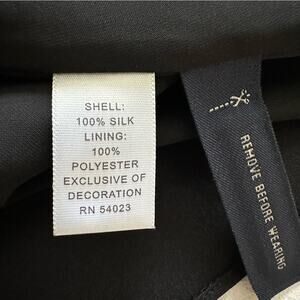 SHELL:
100% SILK
LINING:
100%
POLYESTER
EXCLUSIVE OF
DECORATION
RN 54023
REMOVE BEFORE WEARING